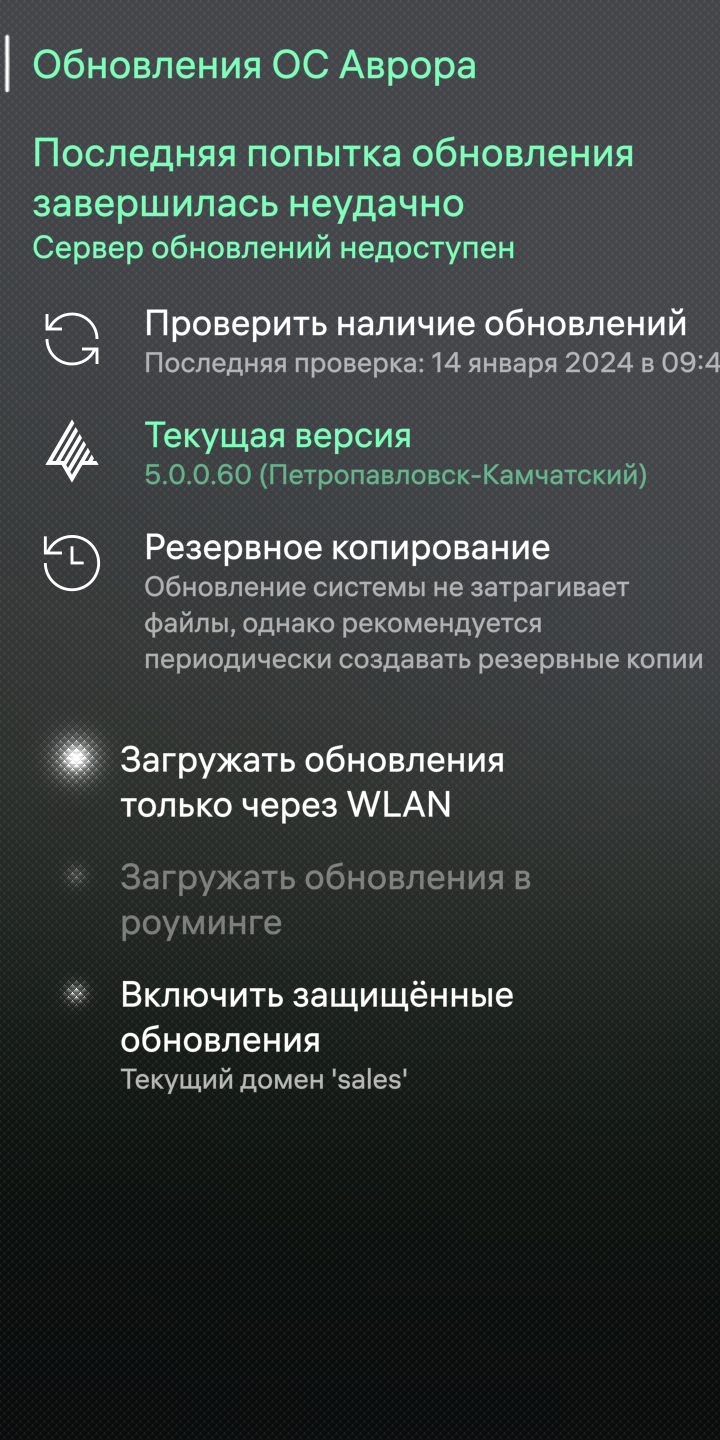 Обновления ОС Аврора
Последняя попытка обновления
завершилась неудачно
Сервер обновлений недоступен
Проверить наличие обновлений
Последняя проверка: 14 января 2024 в 09:4
Текущая версия
5.0.0.60 (Петропавловск-Камчатский)
Резервное копирование
Обновление системы не затрагивает
файлы, однако рекомендуется
периодически создавать резервные копии
Загружать обновления
только через WLAN
Загружать обновления в
роуминге
Включить защищённые
обновления
Текущий домен 'sales'